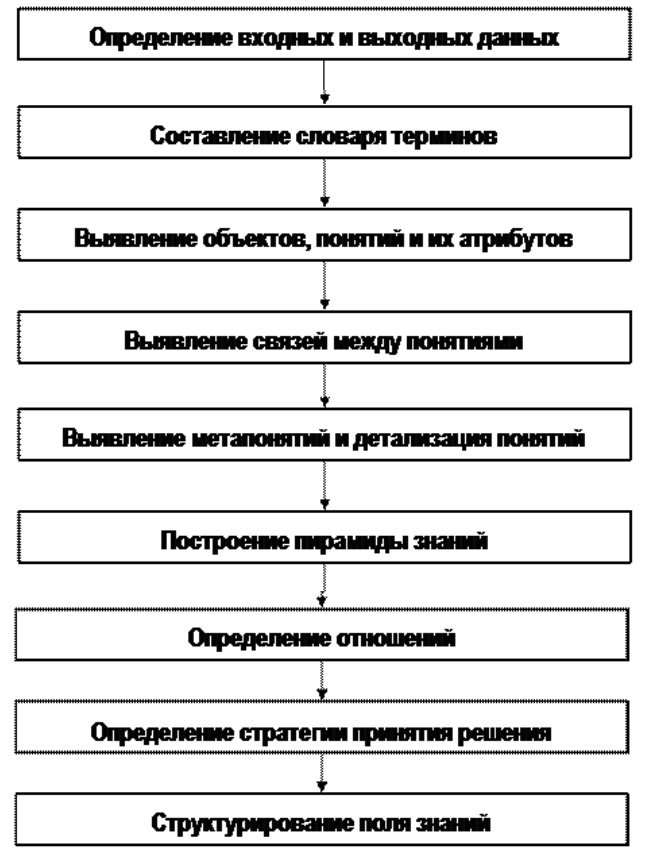 Определение входных и выходных данных
Составление словаря терминов
Выявление объектов, понятий и их атрибутов
Выявление связей между понятиями
Выявление метапонятий и детализация понятий
Построение пирамиды знаний
Определение отношений
Определение стратегии принятия решения
Структурирование поля знаний